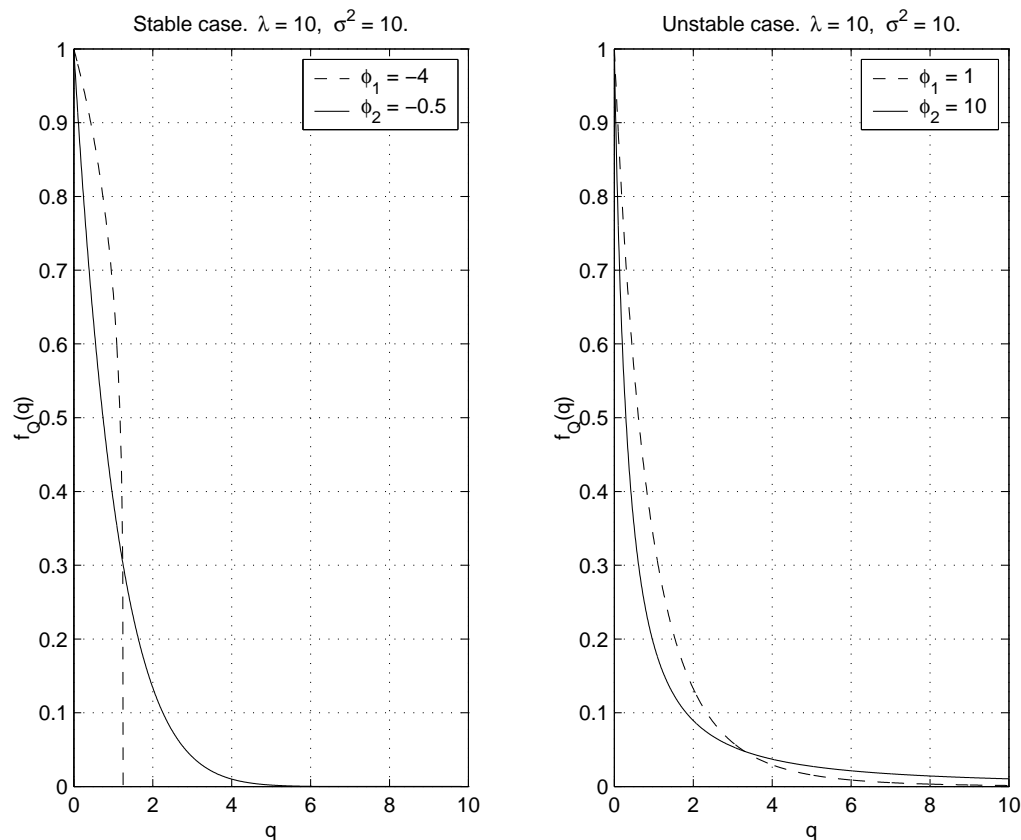 Stable case. λ = 10, σ² = 10.
ϕ₁ = −4
ϕ₂ = −0.5
1
0.9
0.8
0.7
0.6
0.5
0.4
0.3
0.2
0.1
0
f_Q(q)
0 2 4 6 8 10
q
Unstable case. λ = 10, σ² = 10.
ϕ₁ = 1
ϕ₂ = 10
1
0.9
0.8
0.7
0.6
0.5
0.4
0.3
0.2
0.1
0
f_Q(q)
0 2 4 6 8 10
q